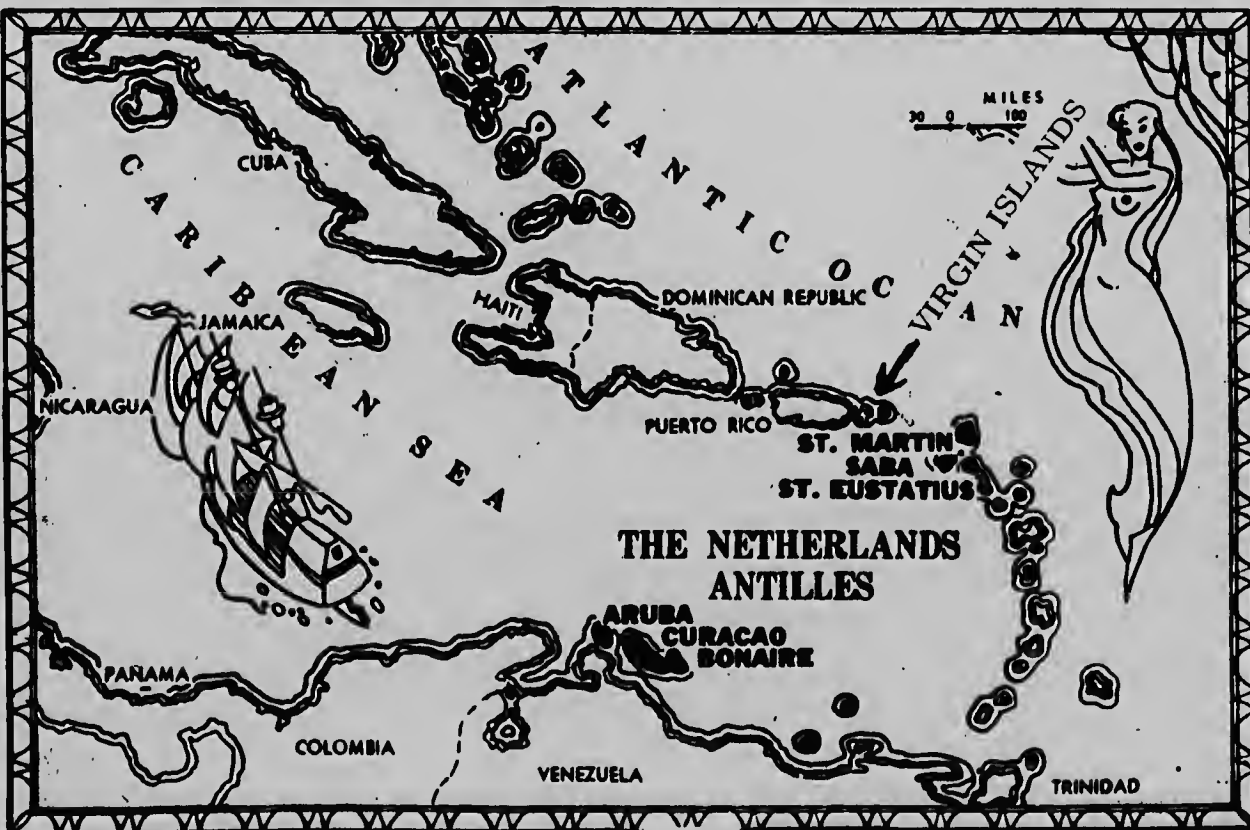 ATLANTIC OCEAN
MILES
30 0 100
VIRGIN ISLANDS
CUBA
CARIBBEAN SEA
HAITI
DOMINICAN REPUBLIC
JAMAICA
NICARAGUA
PUERTO RICO
ST. MARTIN
SABA
ST. EUSTATIUS
THE NETHERLANDS
ANTILLES
ARUBA
CURACAO
BONAIRE
PAÑAMA
COLOMBIA
VENEZUELA
TRINIDAD